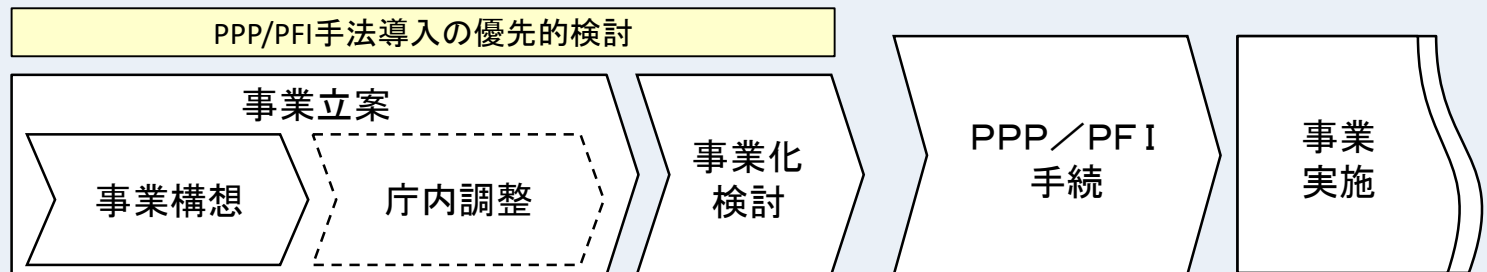 PPP/PFI手法導入の優先的検討
事業立案
事業構想
庁内調整
事業化
検討
ＰＰＰ／ＰＦＩ
手続
事業
実施